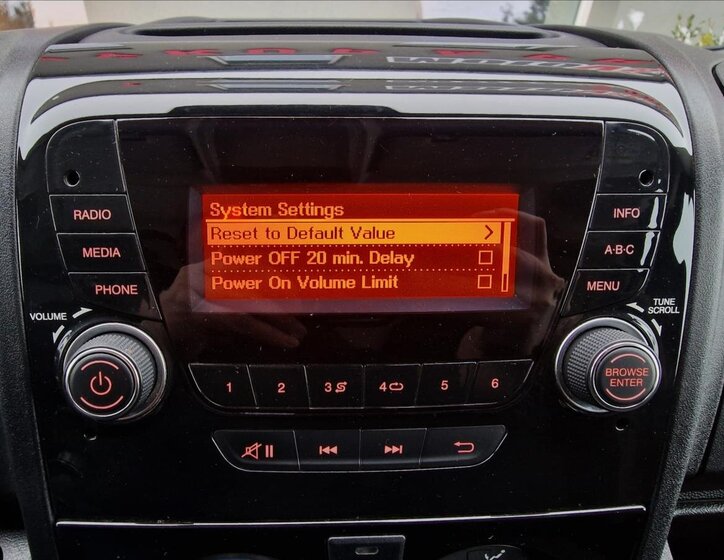 System Settings
Reset to Default Value >
Power OFF 20 min. Delay
Power On Volume Limit
RADIO
MEDIA
PHONE
VOLUME
INFO
A·B·C
MENU
TUNE
SCROLL
BROWSE
ENTER
1 2 3 4 5 6